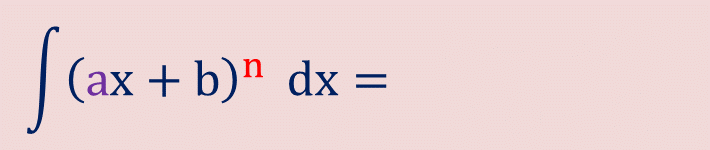 ∫(ax + b)ⁿ dx =